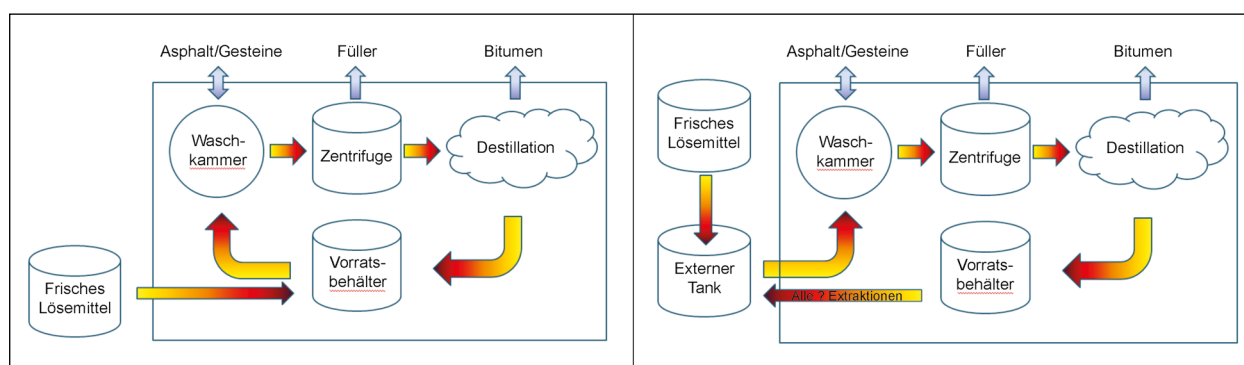 Asphalt/Gesteine
Füller
Bitumen
Wasch-
kammer
Zentrifuge
Destillation
Vorrats-
behälter
Frisches
Lösemittel
Asphalt/Gesteine
Füller
Bitumen
Frisches
Lösemittel
Wasch-
kammer
Zentrifuge
Destillation
Externer
Tank
Vorrats-
behälter
Alle ? Extraktionen